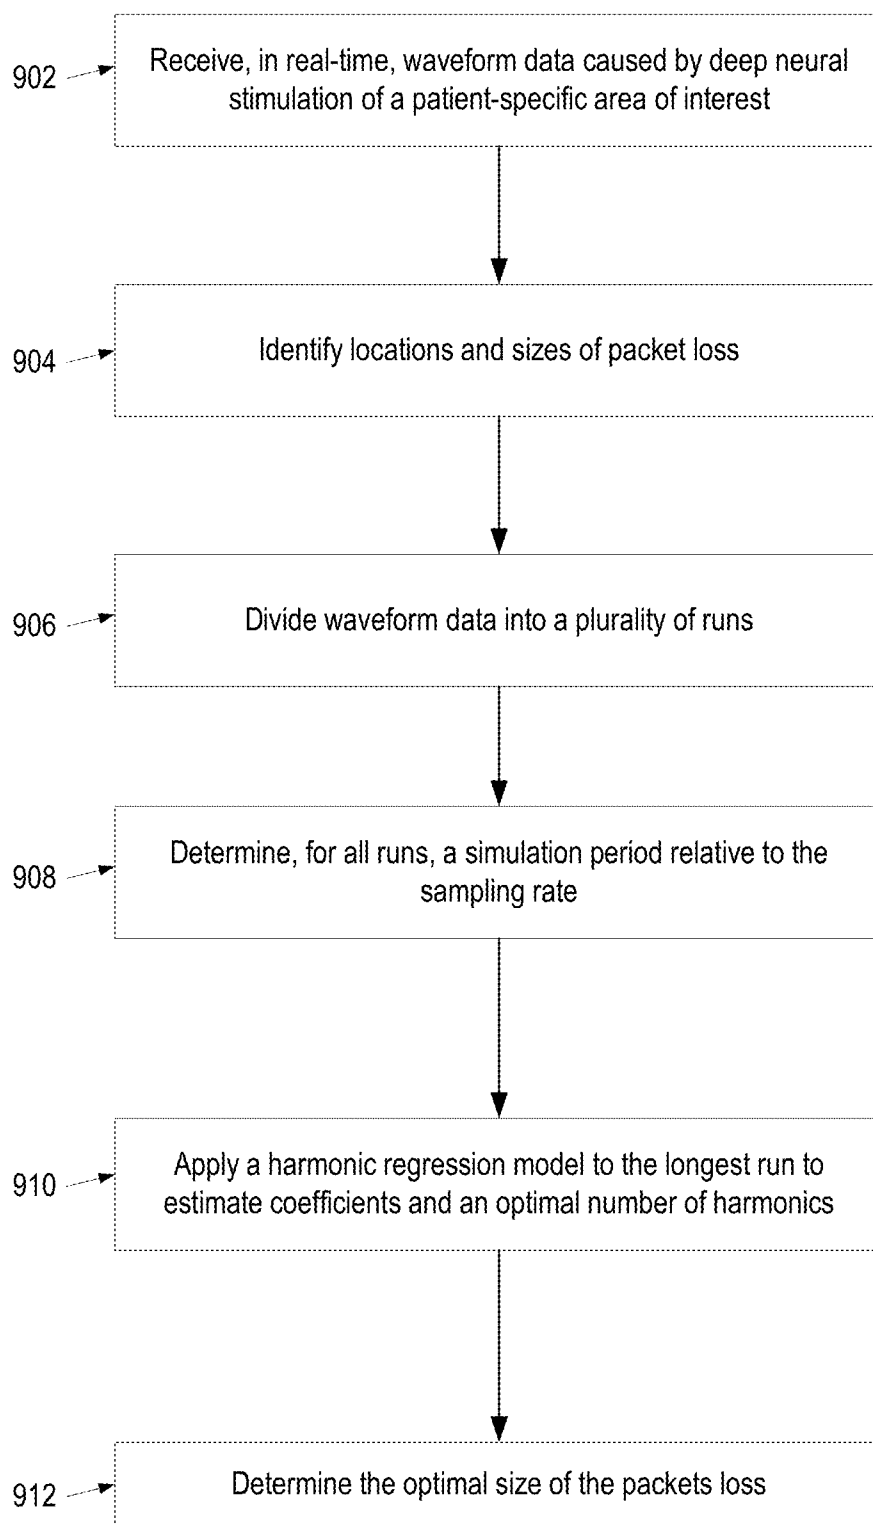 902
Receive, in real-time, waveform data caused by deep neural
stimulation of a patient-specific area of interest
904
Identify locations and sizes of packet loss
906
Divide waveform data into a plurality of runs
908
Determine, for all runs, a simulation period relative to the
sampling rate
910
Apply a harmonic regression model to the longest run to
estimate coefficients and an optimal number of harmonics
912
Determine the optimal size of the packets loss